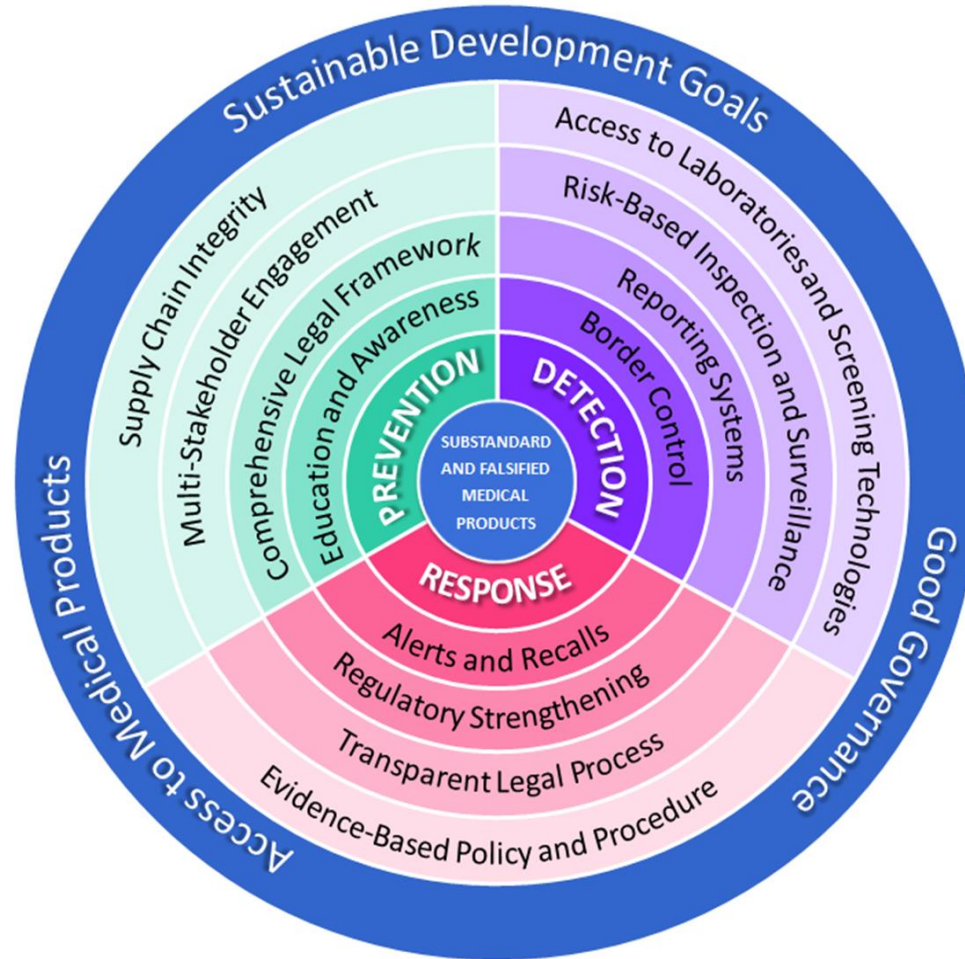 Sustainable Development Goals
Good Governance
Access to Medical Products
SUBSTANDARD
AND FALSIFIED
MEDICAL
PRODUCTS
PREVENTION
Education and Awareness
Comprehensive Legal Framework
Multi-Stakeholder Engagement
Supply Chain Integrity
DETECTION
Border Control
Reporting Systems
Risk-Based Inspection and Surveillance
Access to Laboratories and Screening Technologies
RESPONSE
Alerts and Recalls
Regulatory Strengthening
Transparent Legal Process
Evidence-Based Policy and Procedure